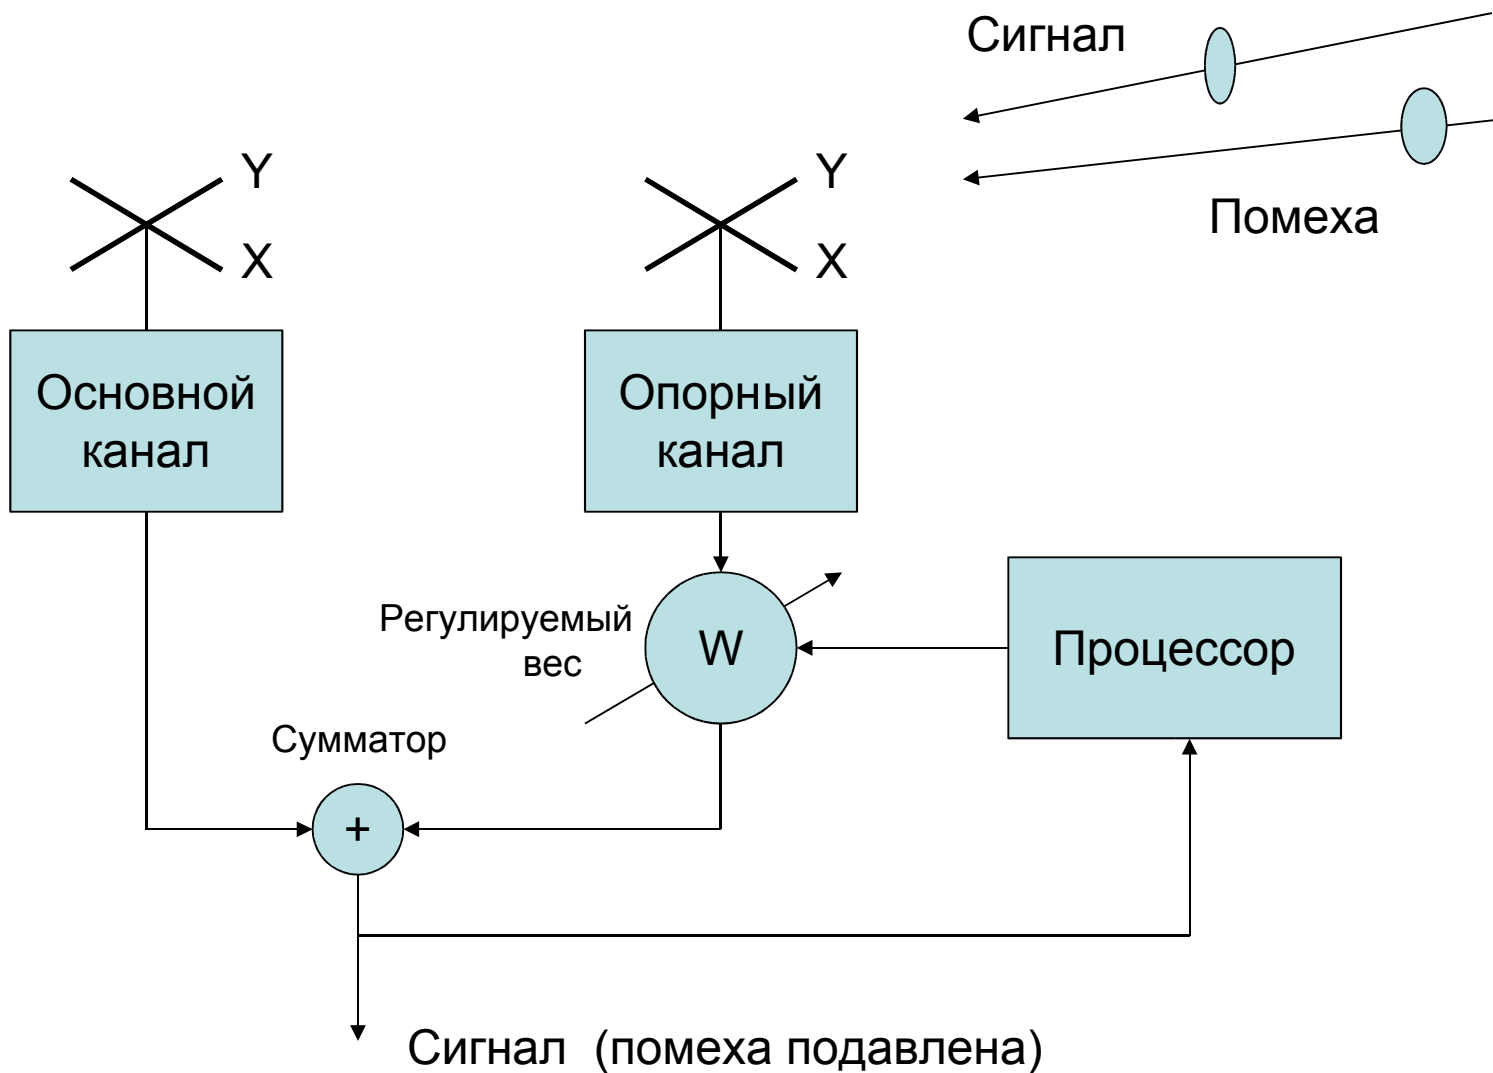 Сигнал
Помеха
Y
X
Y
X
Основной
канал
Опорный
канал
Регулируемый
вес
W
Процессор
Сумматор
+
Сигнал (помеха подавлена)